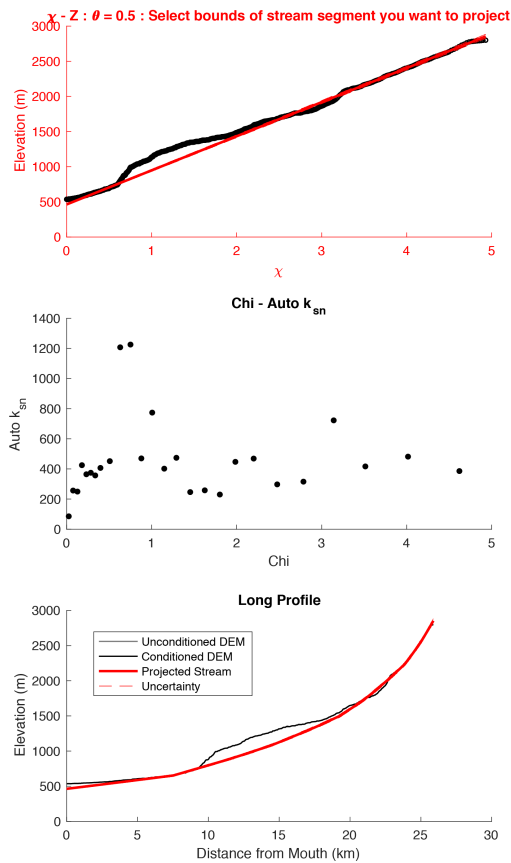 χ - Z : θ = 0.5 : Select bounds of stream segment you want to project
3000
2500
2000
1500
1000
500
0
Elevation (m)
0 1 2 3 4 5
χ
Chi - Auto k_sn
1400
1200
1000
800
600
400
200
0
Auto k_sn
0 1 2 3 4 5
Chi
Long Profile
3000
2500
2000
1500
1000
500
0
Elevation (m)
Unconditioned DEM
Conditioned DEM
Projected Stream
Uncertainty
0 5 10 15 20 25 30
Distance from Mouth (km)